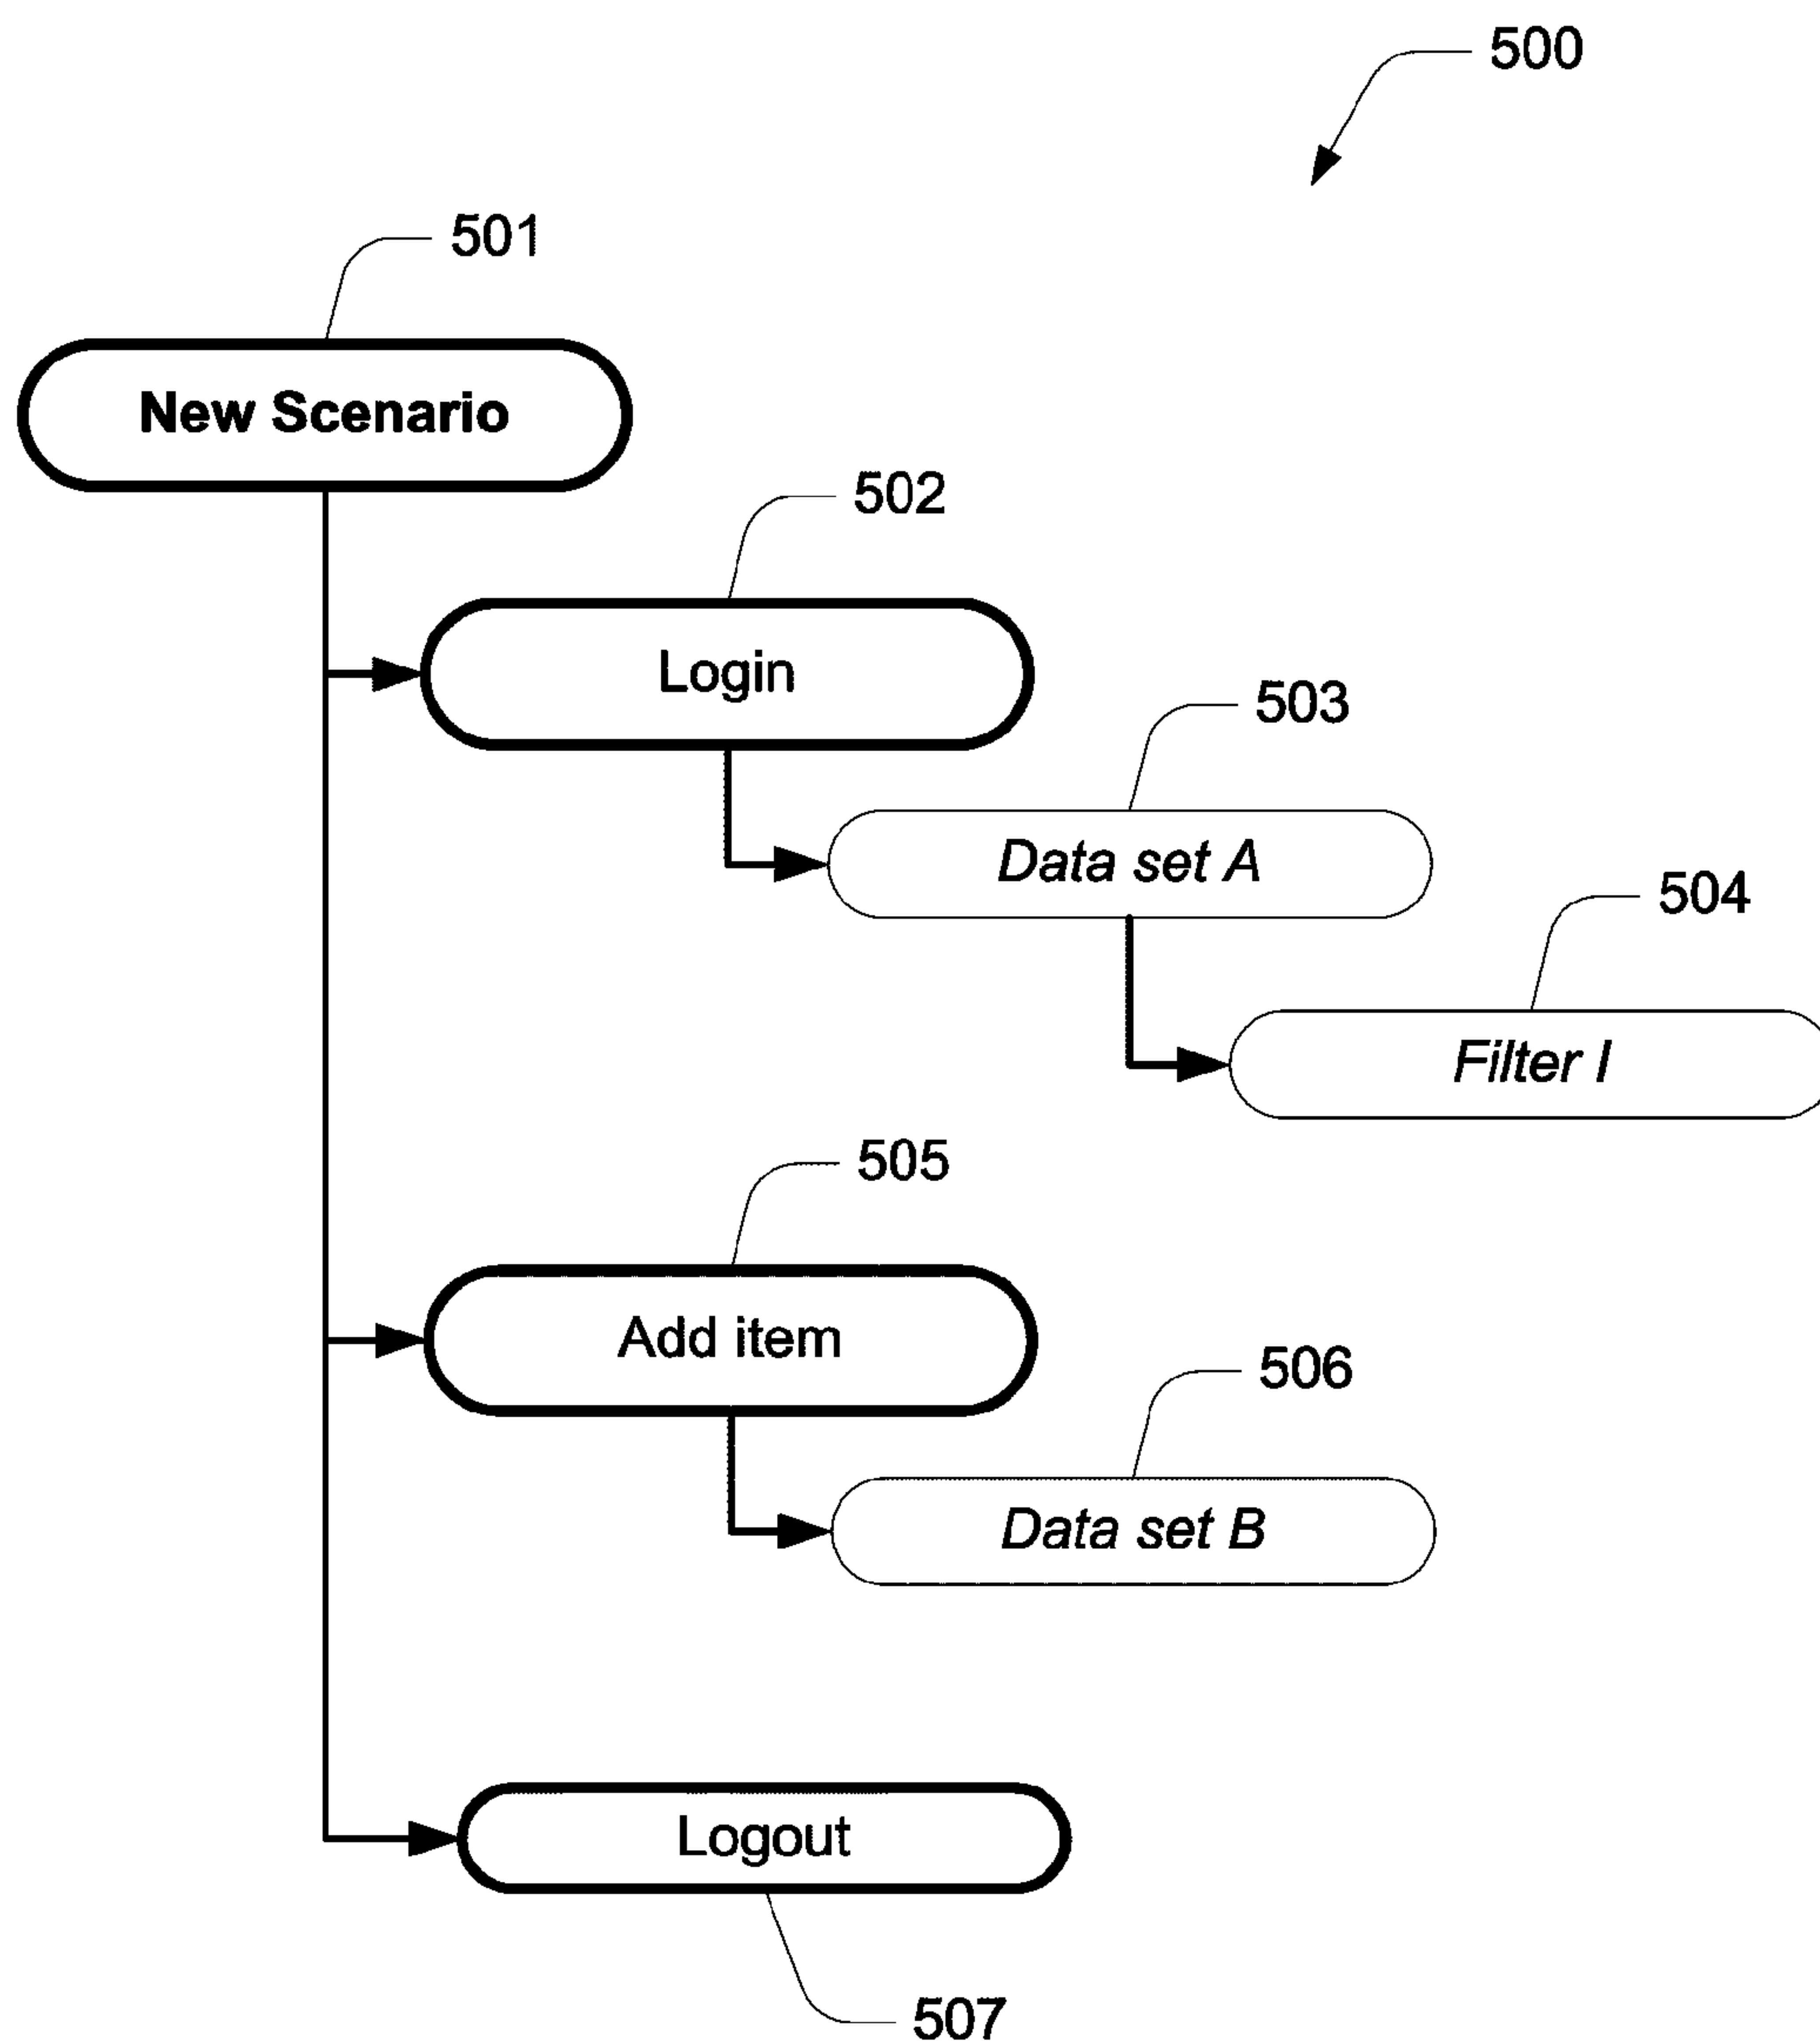 500
501
New Scenario
502
Login
503
Data set A
504
Filter I
505
Add item
506
Data set B
Logout
507